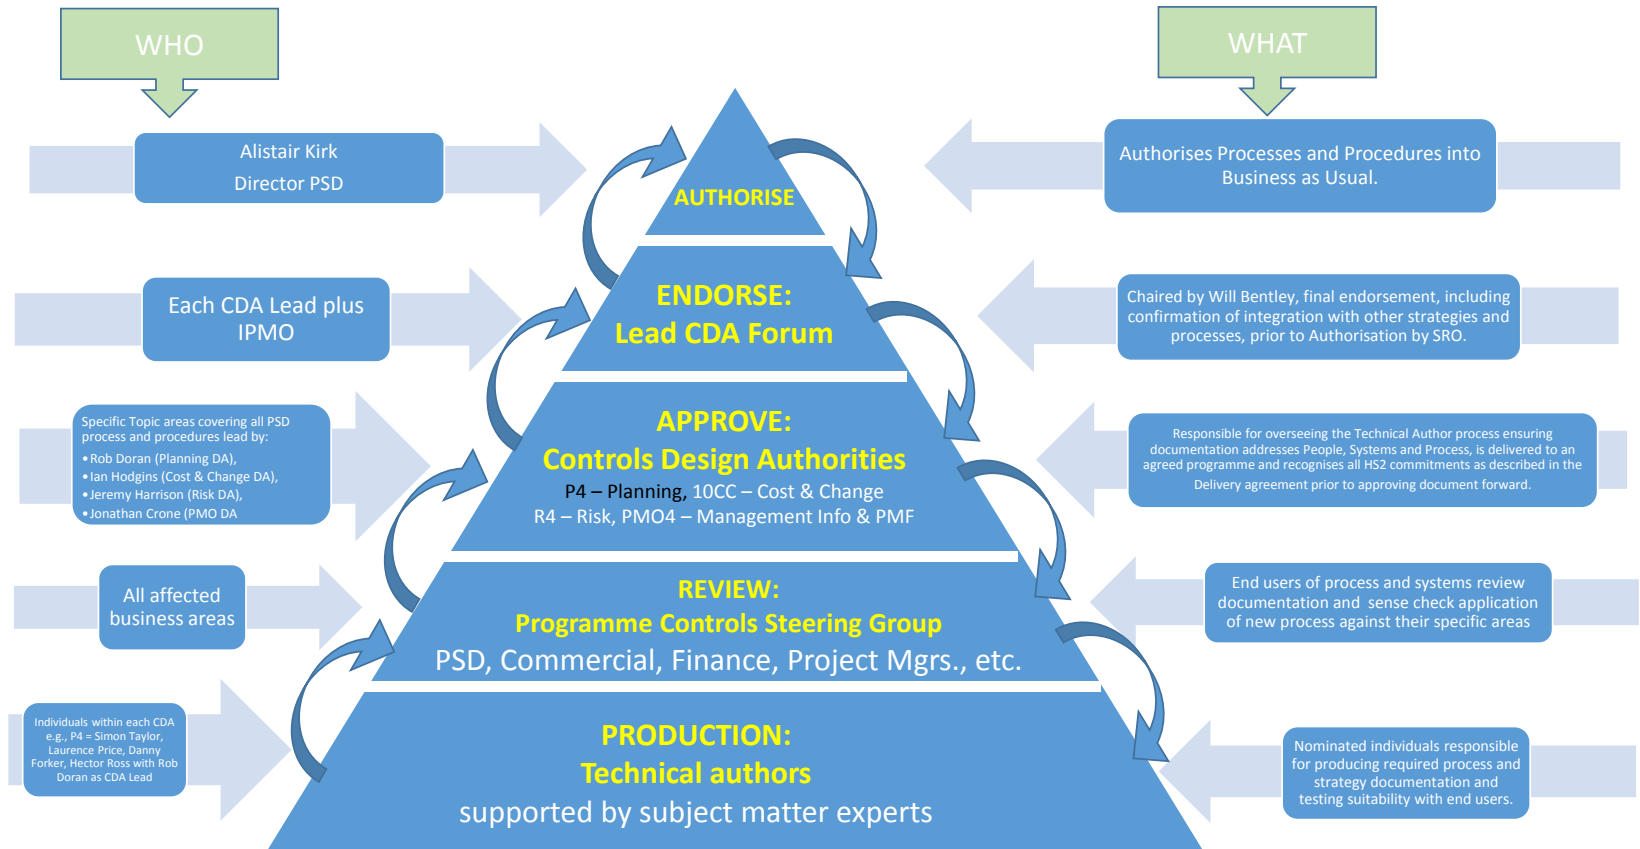 WHO
WHAT
Alistair Kirk
Director PSD
AUTHORISE
Authorises Processes and Procedures into
Business as Usual.
Each CDA Lead plus
IPMO
ENDORSE:
Lead CDA Forum
Chaired by Will Bentley, final endorsement, including
confirmation of integration with other strategies and
processes, prior to Authorisation by SRO.
Specific Topic areas covering all PSD
process and procedures lead by:
•Rob Doran (Planning DA),
•Ian Hodgins (Cost & Change DA),
•Jeremy Harrison (Risk DA),
•Jonathan Crone (PMO DA
APPROVE:
Controls Design Authorities
P4 – Planning, 10CC – Cost & Change
R4 – Risk, PMO4 – Management Info & PMF
Responsible for overseeing the Technical Author process ensuring
documentation addresses People, Systems and Process, is delivered to an
agreed programme and recognises all HS2 commitments as described in the
Delivery agreement prior to approving document forward.
All affected
business areas
REVIEW:
Programme Controls Steering Group
PSD, Commercial, Finance, Project Mgrs., etc.
End users of process and systems review
documentation and sense check application
of new process against their specific areas
Individuals within each CDA
e.g., P4 = Simon Taylor,
Laurence Price, Danny
Forker, Hector Ross with Rob
Doran as CDA Lead
PRODUCTION:
Technical authors
supported by subject matter experts
Nominated individuals responsible
for producing required process and
strategy documentation and
testing suitability with end users.